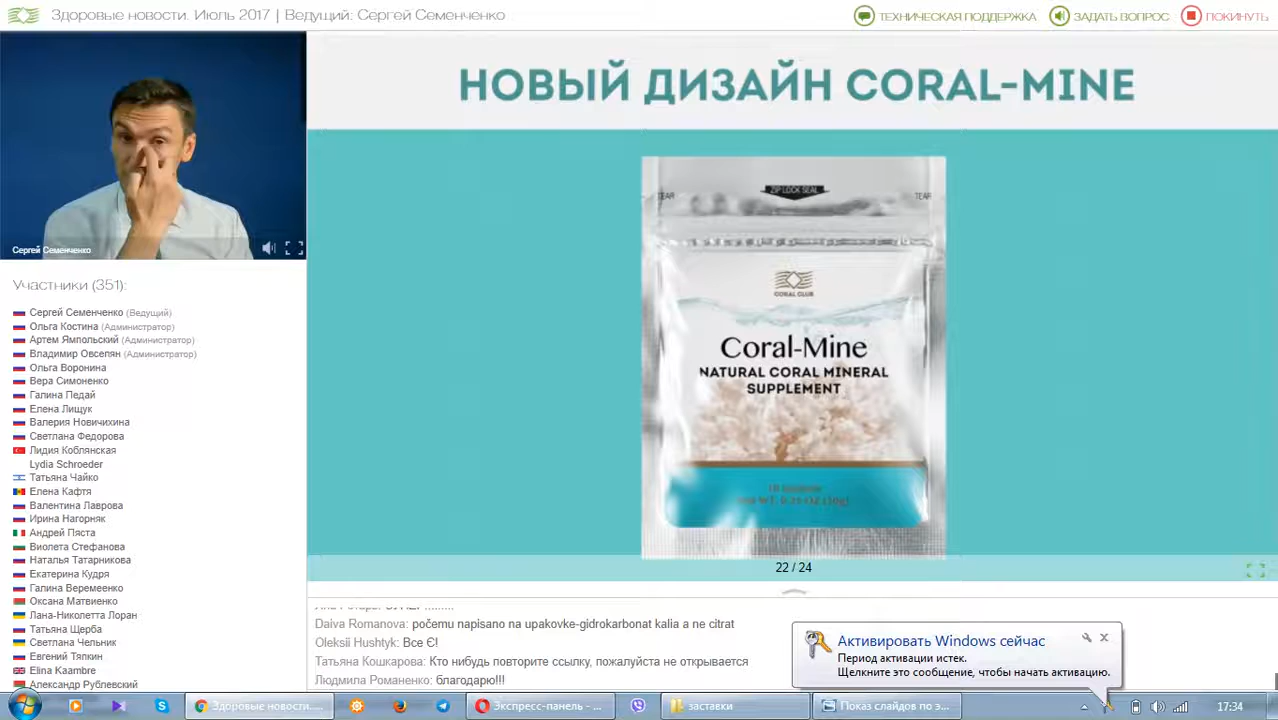 Здоровые новости. Июль 2017 | Ведущий: Сергей Семенченко
ТЕХНИЧЕСКАЯ ПОДДЕРЖКА
ЗАДАТЬ ВОПРОС
ПОКИНУТЬ
Сергей Семенченко
НОВЫЙ ДИЗАЙН CORAL-MINE
ZIP LOCK SEAL
TEAR
TEAR
CORAL CLUB
Coral-Mine
NATURAL CORAL MINERAL
SUPPLEMENT
22 / 24
Участники (351):
Сергей Семенченко (Ведущий)
Ольга Костина (Администратор)
Артем Ямпольский (Администратор)
Владимир Овсепян (Администратор)
Ольга Воронина
Вера Симоненко
Галина Педай
Елена Лищук
Валерия Новичихина
Светлана Федорова
Лидия Коблянская
Lydia Schroeder
Татьяна Чайко
Елена Кафтя
Валентина Лаврова
Ирина Нагорняк
Андрей Пяста
Виолета Стефанова
Наталья Татарникова
Екатерина Кудря
Галина Веремеенко
Оксана Матвиенко
Лана-Николетта Лоран
Татьяна Щерба
Светлана Чельник
Евгений Тяпкин
Elina Kaambre
Александр Рублевский
Daiva Romanova: počemu napisano na upakovke-gidrokarbonat kalia a ne citrat
Oleksii Hushtyk: Все Є!
Татьяна Кошкарова: Кто нибудь повторите ссылку, пожалуйста не открывается
Людмила Романенко: благодарю!!!
Активировать Windows сейчас
Период активации истек.
Щелкните это сообщение, чтобы начать активацию.
Здоровые новости...
Экспресс-панель - ...
заставки
Показ слайдов по э...
17:34